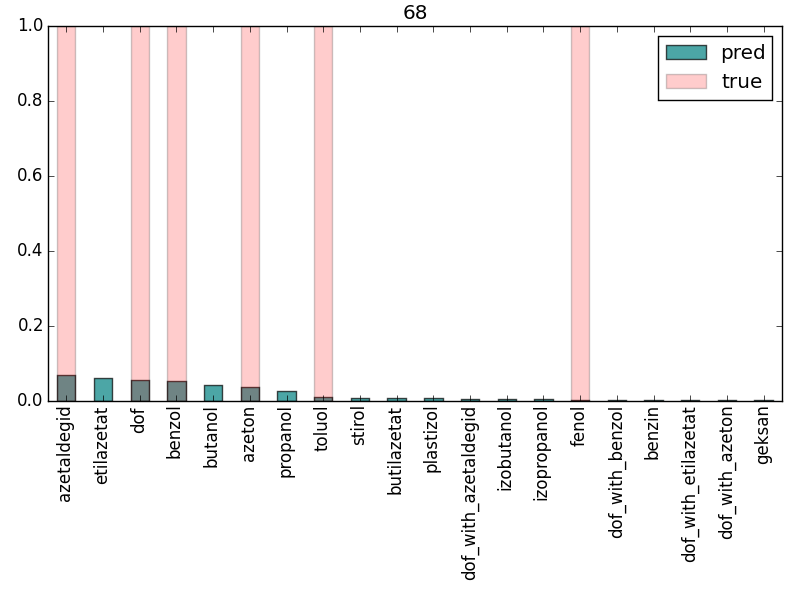 68
1.0
0.8
0.6
0.4
0.2
0.0
pred
true
azetaldegid
etilazetat
dof
benzol
butanol
azeton
propanol
toluol
stirol
butilazetat
plastizol
dof_with_azetaldegid
izobutanol
izopropanol
fenol
dof_with_benzol
benzin
dof_with_etilazetat
dof_with_azeton
geksan